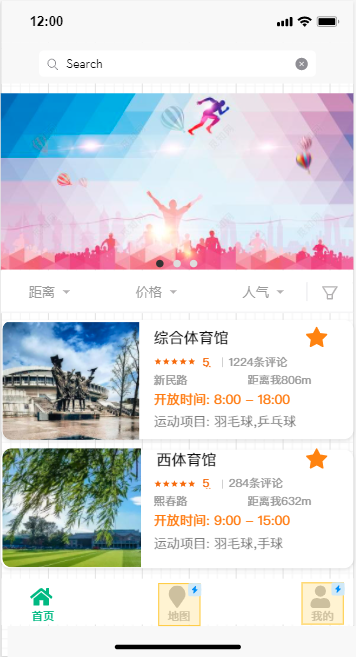 12:00
Search
距离 价格 人气
综合体育馆
5 1224条评论
新民路 距离我806m
开放时间: 8:00 – 18:00
运动项目: 羽毛球,乒乓球
西体育馆
5 284条评论
熙春路 距离我632m
开放时间: 9:00 – 15:00
运动项目: 羽毛球,手球
首页 地图 我的